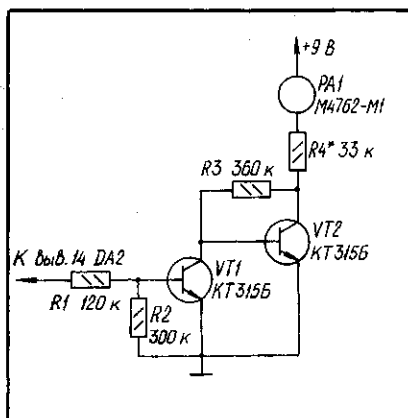 +9 В
PA1
М4762-М1
R4* 33 к
R3 360 к
VT2
КТ315Б
К выв. 14 DA2
VT1
КТ315Б
R1 120 к
R2
300 к